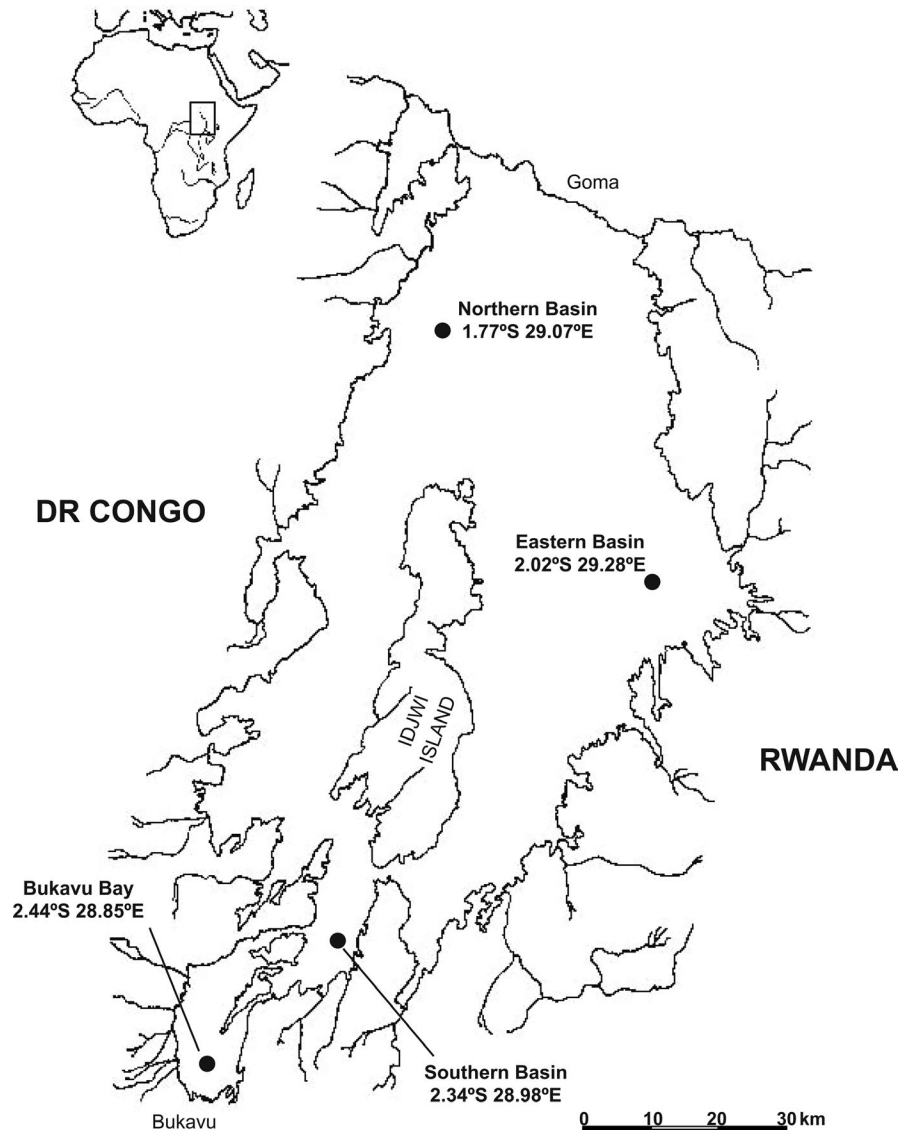 Goma
Northern Basin
1.77ºS 29.07ºE
DR CONGO
Eastern Basin
2.02ºS 29.28ºE
IDJWI
ISLAND
RWANDA
Bukavu Bay
2.44ºS 28.85ºE
Southern Basin
2.34ºS 28.98ºE
Bukavu
0 10 20 30 km